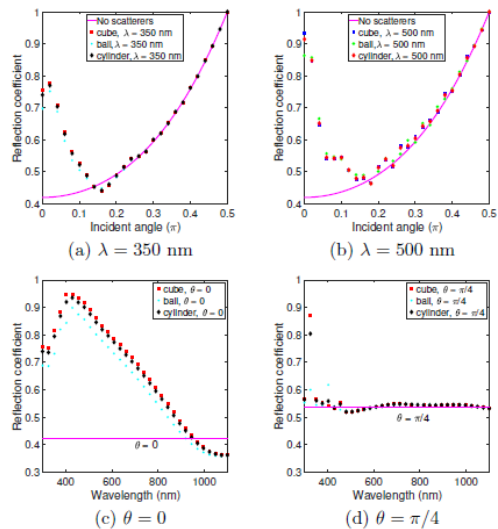 No scatterers
cube, λ = 350 nm
ball, λ = 350 nm
cylinder, λ = 350 nm
Reflection coefficient
1
0.9
0.8
0.7
0.6
0.5
0.4
0 0.1 0.2 0.3 0.4 0.5
Incident angle (π)
(a) λ = 350 nm
No scatterers
cube, λ = 500 nm
ball,λ = 500 nm
cylinder, λ = 500 nm
Reflection coefficient
1
0.9
0.8
0.7
0.6
0.5
0.4
0 0.1 0.2 0.3 0.4 0.5
Incident angle (π)
(b) λ = 500 nm
cube, θ = 0
ball, θ = 0
cylinder, θ = 0
Reflection coefficient
1
0.9
0.8
0.7
0.6
0.5
0.4
0.3
θ = 0
400 600 800 1000
Wavelength (nm)
(c) θ = 0
cube, θ = π/4
ball, θ = π/4
cylinder, θ = π/4
Reflection coefficient
1
0.9
0.8
0.7
0.6
0.5
0.4
0.3
θ = π/4
400 600 800 1000
Wavelength (nm)
(d) θ = π/4